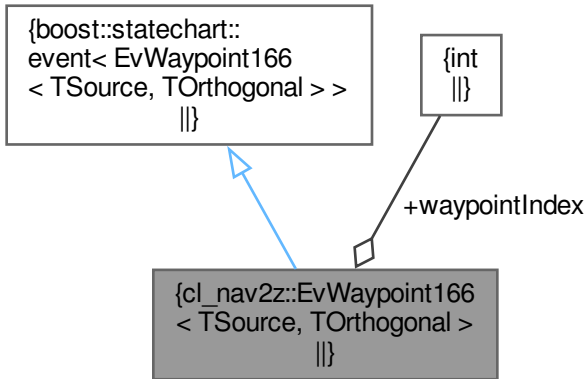 {boost::statechart::
event< EvWaypoint166
< TSource, TOrthogonal > >
||}
{int
||}
+waypointIndex
{cl_nav2z::EvWaypoint166
< TSource, TOrthogonal >
||}